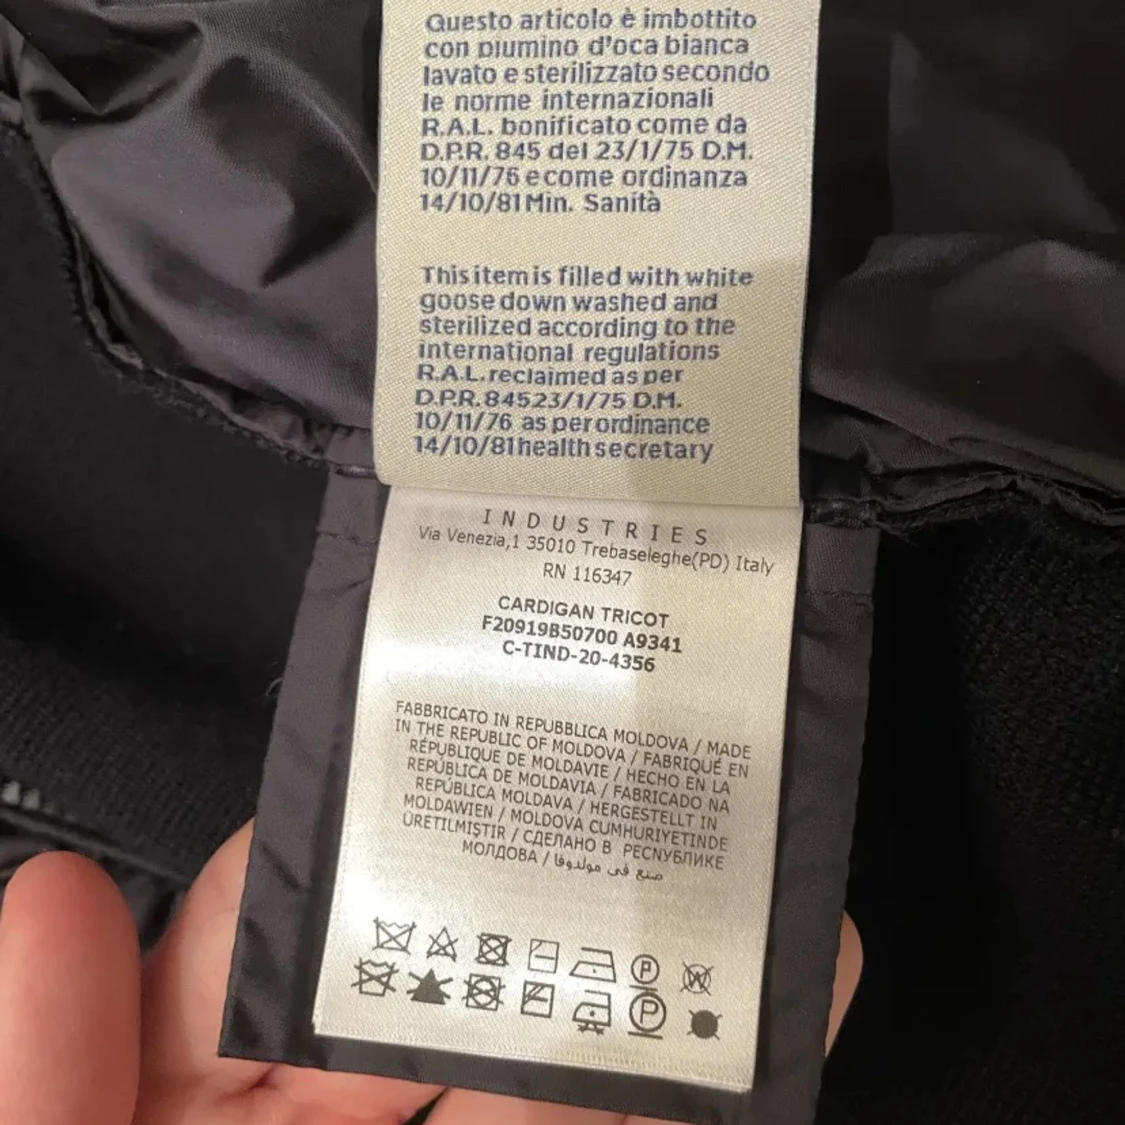 Questo articolo è imbottito
con piumino d'oca bianca
lavato e sterilizzato secondo
le norme internazionali
R.A.L. bonificato come da
D.P.R. 845 del 23/1/75 D.M.
10/11/76 e come ordinanza
14/10/81 Min. Sanità
This item is filled with white
goose down washed and
sterilized according to the
international regulations
R.A.L. reclaimed as per
D.P.R. 84523/1/75 D.M.
10/11/76 as per ordinance
14/10/81 health secretary
INDUSTRIES
Via Venezia,1 35010 Trebaseleghe(PD) Italy
RN 116347
CARDIGAN TRICOT
F20919B50700 A9341
C-TIND-20-4356
FABBRICATO IN REPUBBLICA MOLDOVA / MADE
IN THE REPUBLIC OF MOLDOVA / FABRIQUÉ EN
RÉPUBLIQUE DE MOLDAVIE / HECHO EN LA
REPÚBLICA DE MOLDAVIA / FABRICADO NA
REPÚBLICA MOLDAVA / HERGESTELLT IN
MOLDAWIEN / MOLDOVA CUMHURIYETINDE
ÜRETILMIŞTIR / СДЕЛАНО В РЕСПУБЛИКЕ
МОЛДОВА / صنع في مولدوفا
P W
P